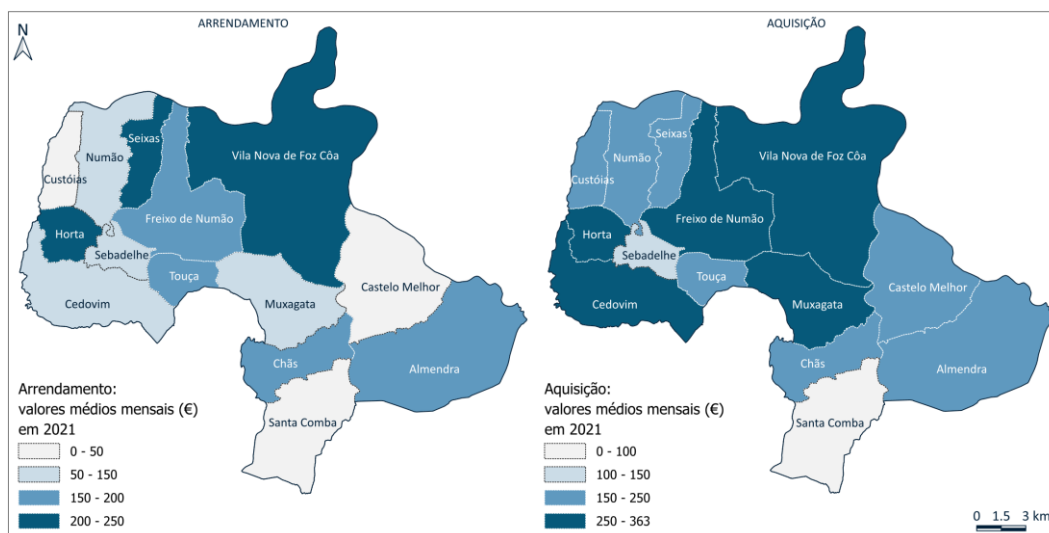 ARRENDAMENTO
N
Seixas
Numão
Custóias
Vila Nova de Foz Côa
Freixo de Numão
Horta
Sebadelhe
Touça
Cedovim
Muxagata
Castelo Melhor
Chãs
Almendra
Santa Comba
Arrendamento:
valores médios mensais (€)
em 2021
0 - 50
50 - 150
150 - 200
200 - 250
AQUISIÇÃO
Seixas
Numão
Custóias
Vila Nova de Foz Côa
Freixo de Numão
Horta
Sebadelhe
Touça
Cedovim
Muxagata
Castelo Melhor
Chãs
Almendra
Santa Comba
Aquisição:
valores médios mensais (€)
em 2021
0 - 100
100 - 150
150 - 250
250 - 363
0 1.5 3 km